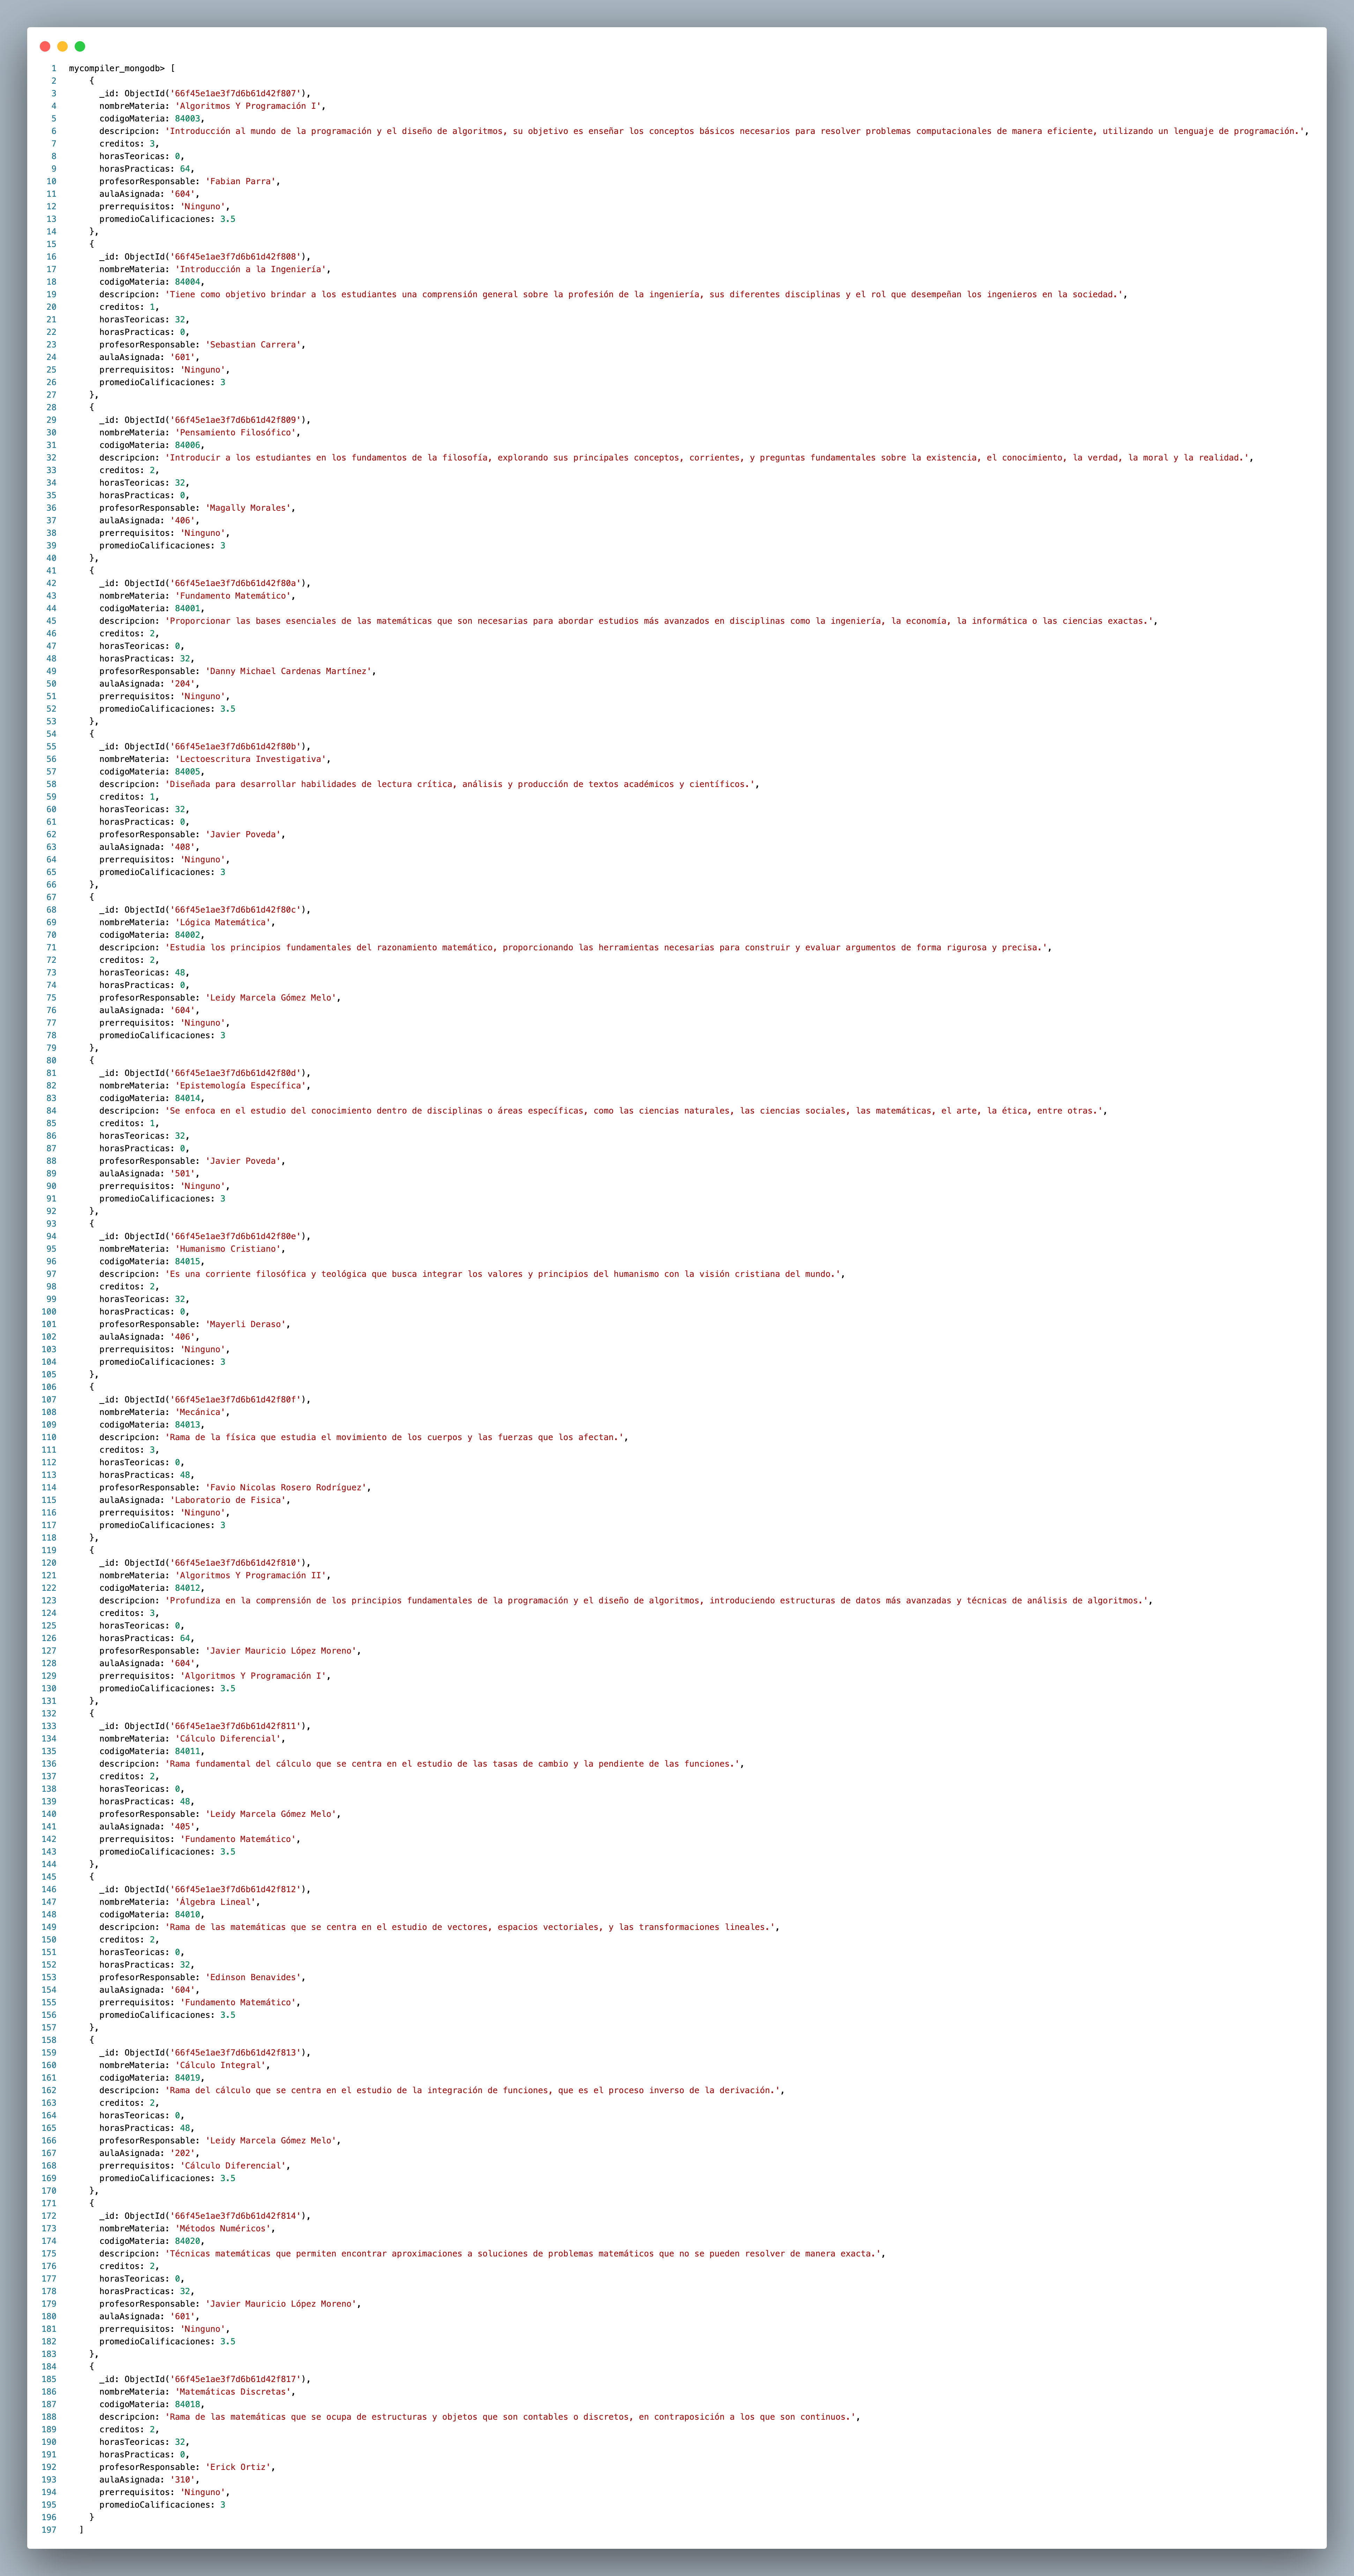 1 mycompiler_mongodb> [
2 {
3 _id: ObjectId('66f45e1ae3f7d6b61d42f807'),
4 nombreMateria: 'Algoritmos Y Programación I',
5 codigoMateria: 84003,
6 descripcion: 'Introducción al mundo de la programación y el diseño de algoritmos, su objetivo es enseñar los conceptos básicos necesarios para resolver problemas computacionales de manera eficiente, utilizando un lenguaje de programación.',
7 creditos: 3,
8 horasTeoricas: 0,
9 horasPracticas: 64,
10 profesorResponsable: 'Fabian Parra',
11 aulaAsignada: '604',
12 prerrequisitos: 'Ninguno',
13 promedioCalificaciones: 3.5
14 },
15 {
16 _id: ObjectId('66f45e1ae3f7d6b61d42f808'),
17 nombreMateria: 'Introducción a la Ingeniería',
18 codigoMateria: 84004,
19 descripcion: 'Tiene como objetivo brindar a los estudiantes una comprensión general sobre la profesión de la ingeniería, sus diferentes disciplinas y el rol que desempeñan los ingenieros en la sociedad.',
20 creditos: 1,
21 horasTeoricas: 32,
22 horasPracticas: 0,
23 profesorResponsable: 'Sebastian Carrera',
24 aulaAsignada: '601',
25 prerrequisitos: 'Ninguno',
26 promedioCalificaciones: 3
27 },
28 {
29 _id: ObjectId('66f45e1ae3f7d6b61d42f809'),
30 nombreMateria: 'Pensamiento Filosófico',
31 codigoMateria: 84006,
32 descripcion: 'Introducir a los estudiantes en los fundamentos de la filosofía, explorando sus principales conceptos, corrientes, y preguntas fundamentales sobre la existencia, el conocimiento, la verdad, la moral y la realidad.',
33 creditos: 2,
34 horasTeoricas: 32,
35 horasPracticas: 0,
36 profesorResponsable: 'Magally Morales',
37 aulaAsignada: '406',
38 prerrequisitos: 'Ninguno',
39 promedioCalificaciones: 3
40 },
41 {
42 _id: ObjectId('66f45e1ae3f7d6b61d42f80a'),
43 nombreMateria: 'Fundamento Matemático',
44 codigoMateria: 84001,
45 descripcion: 'Proporcionar las bases esenciales de las matemáticas que son necesarias para abordar estudios más avanzados en disciplinas como la ingeniería, la economía, la informática o las ciencias exactas.',
46 creditos: 2,
47 horasTeoricas: 0,
48 horasPracticas: 32,
49 profesorResponsable: 'Danny Michael Cardenas Martínez',
50 aulaAsignada: '204',
51 prerrequisitos: 'Ninguno',
52 promedioCalificaciones: 3.5
53 },
54 {
55 _id: ObjectId('66f45e1ae3f7d6b61d42f80b'),
56 nombreMateria: 'Lectoescritura Investigativa',
57 codigoMateria: 84005,
58 descripcion: 'Diseñada para desarrollar habilidades de lectura crítica, análisis y producción de textos académicos y científicos.',
59 creditos: 1,
60 horasTeoricas: 32,
61 horasPracticas: 0,
62 profesorResponsable: 'Javier Poveda',
63 aulaAsignada: '408',
64 prerrequisitos: 'Ninguno',
65 promedioCalificaciones: 3
66 },
67 {
68 _id: ObjectId('66f45e1ae3f7d6b61d42f80c'),
69 nombreMateria: 'Lógica Matemática',
70 codigoMateria: 84002,
71 descripcion: 'Estudia los principios fundamentales del razonamiento matemático, proporcionando las herramientas necesarias para construir y evaluar argumentos de forma rigurosa y precisa.',
72 creditos: 2,
73 horasTeoricas: 48,
74 horasPracticas: 0,
75 profesorResponsable: 'Leidy Marcela Gómez Melo',
76 aulaAsignada: '604',
77 prerrequisitos: 'Ninguno',
78 promedioCalificaciones: 3
79 },
80 {
81 _id: ObjectId('66f45e1ae3f7d6b61d42f80d'),
82 nombreMateria: 'Epistemología Específica',
83 codigoMateria: 84014,
84 descripcion: 'Se enfoca en el estudio del conocimiento dentro de disciplinas o áreas específicas, como las ciencias naturales, las ciencias sociales, las matemáticas, el arte, la ética, entre otras.',
85 creditos: 1,
86 horasTeoricas: 32,
87 horasPracticas: 0,
88 profesorResponsable: 'Javier Poveda',
89 aulaAsignada: '501',
90 prerrequisitos: 'Ninguno',
91 promedioCalificaciones: 3
92 },
93 {
94 _id: ObjectId('66f45e1ae3f7d6b61d42f80e'),
95 nombreMateria: 'Humanismo Cristiano',
96 codigoMateria: 84015,
97 descripcion: 'Es una corriente filosófica y teológica que busca integrar los valores y principios del humanismo con la visión cristiana del mundo.',
98 creditos: 2,
99 horasTeoricas: 32,
100 horasPracticas: 0,
101 profesorResponsable: 'Mayerli Deraso',
102 aulaAsignada: '406',
103 prerrequisitos: 'Ninguno',
104 promedioCalificaciones: 3
105 },
106 {
107 _id: ObjectId('66f45e1ae3f7d6b61d42f80f'),
108 nombreMateria: 'Mecánica',
109 codigoMateria: 84013,
110 descripcion: 'Rama de la física que estudia el movimiento de los cuerpos y las fuerzas que los afectan.',
111 creditos: 3,
112 horasTeoricas: 0,
113 horasPracticas: 48,
114 profesorResponsable: 'Favio Nicolas Rosero Rodríguez',
115 aulaAsignada: 'Laboratorio de Fisica',
116 prerrequisitos: 'Ninguno',
117 promedioCalificaciones: 3
118 },
119 {
120 _id: ObjectId('66f45e1ae3f7d6b61d42f810'),
121 nombreMateria: 'Algoritmos Y Programación II',
122 codigoMateria: 84012,
123 descripcion: 'Profundiza en la comprensión de los principios fundamentales de la programación y el diseño de algoritmos, introduciendo estructuras de datos más avanzadas y técnicas de análisis de algoritmos.',
124 creditos: 3,
125 horasTeoricas: 0,
126 horasPracticas: 64,
127 profesorResponsable: 'Javier Mauricio López Moreno',
128 aulaAsignada: '604',
129 prerrequisitos: 'Algoritmos Y Programación I',
130 promedioCalificaciones: 3.5
131 },
132 {
133 _id: ObjectId('66f45e1ae3f7d6b61d42f811'),
134 nombreMateria: 'Cálculo Diferencial',
135 codigoMateria: 84011,
136 descripcion: 'Rama fundamental del cálculo que se centra en el estudio de las tasas de cambio y la pendiente de las funciones.',
137 creditos: 2,
138 horasTeoricas: 0,
139 horasPracticas: 48,
140 profesorResponsable: 'Leidy Marcela Gómez Melo',
141 aulaAsignada: '405',
142 prerrequisitos: 'Fundamento Matemático',
143 promedioCalificaciones: 3.5
144 },
145 {
146 _id: ObjectId('66f45e1ae3f7d6b61d42f812'),
147 nombreMateria: 'Álgebra Lineal',
148 codigoMateria: 84010,
149 descripcion: 'Rama de las matemáticas que se centra en el estudio de vectores, espacios vectoriales, y las transformaciones lineales.',
150 creditos: 2,
151 horasTeoricas: 0,
152 horasPracticas: 32,
153 profesorResponsable: 'Edinson Benavides',
154 aulaAsignada: '604',
155 prerrequisitos: 'Fundamento Matemático',
156 promedioCalificaciones: 3.5
157 },
158 {
159 _id: ObjectId('66f45e1ae3f7d6b61d42f813'),
160 nombreMateria: 'Cálculo Integral',
161 codigoMateria: 84019,
162 descripcion: 'Rama del cálculo que se centra en el estudio de la integración de funciones, que es el proceso inverso de la derivación.',
163 creditos: 2,
164 horasTeoricas: 0,
165 horasPracticas: 48,
166 profesorResponsable: 'Leidy Marcela Gómez Melo',
167 aulaAsignada: '202',
168 prerrequisitos: 'Cálculo Diferencial',
169 promedioCalificaciones: 3.5
170 },
171 {
172 _id: ObjectId('66f45e1ae3f7d6b61d42f814'),
173 nombreMateria: 'Métodos Numéricos',
174 codigoMateria: 84020,
175 descripcion: 'Técnicas matemáticas que permiten encontrar aproximaciones a soluciones de problemas matemáticos que no se pueden resolver de manera exacta.',
176 creditos: 2,
177 horasTeoricas: 0,
178 horasPracticas: 32,
179 profesorResponsable: 'Javier Mauricio López Moreno',
180 aulaAsignada: '601',
181 prerrequisitos: 'Ninguno',
182 promedioCalificaciones: 3.5
183 },
184 {
185 _id: ObjectId('66f45e1ae3f7d6b61d42f817'),
186 nombreMateria: 'Matemáticas Discretas',
187 codigoMateria: 84018,
188 descripcion: 'Rama de las matemáticas que se ocupa de estructuras y objetos que son contables o discretos, en contraposición a los que son continuos.',
189 creditos: 2,
190 horasTeoricas: 32,
191 horasPracticas: 0,
192 profesorResponsable: 'Erick Ortiz',
193 aulaAsignada: '310',
194 prerrequisitos: 'Ninguno',
195 promedioCalificaciones: 3
196 }
197 ]